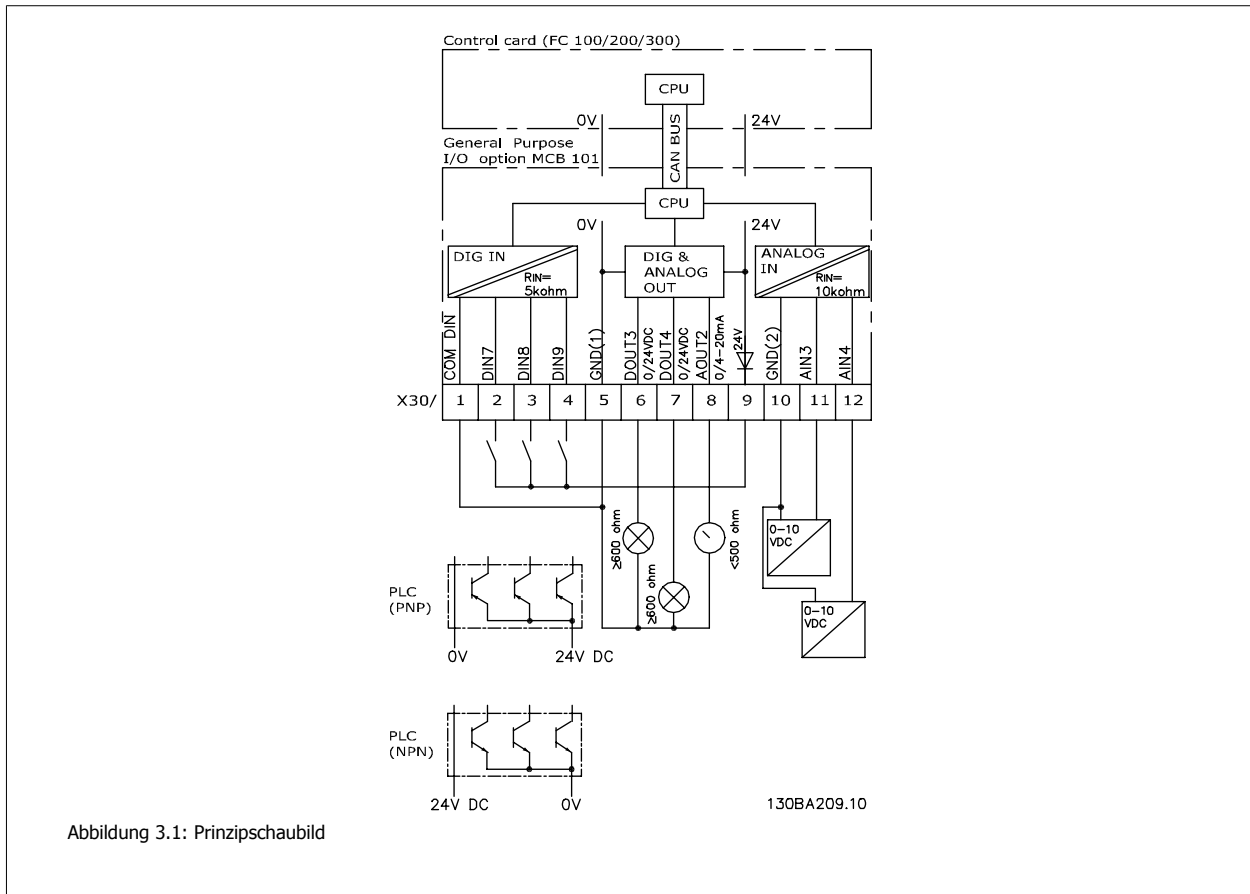 Control card (FC 100/200/300)
CPU
0V
24V
CAN BUS
General Purpose
I/O option MCB 101
CPU
0V
24V
DIG IN
RIN=
5kohm
DIG &
ANALOG
OUT
ANALOG
IN
RIN=
10kohm
COM DIN
DIN7
DIN8
DIN9
GND(1)
DOUT3
0/24VDC
DOUT4
0/24VDC
AOUT2
0/4-20mA
24V
GND(2)
AIN3
AIN4
X30/ 1 2 3 4 5 6 7 8 9 10 11 12
≥600 ohm
≥600 ohm
<500 ohm
0-10
VDC
0-10
VDC
PLC
(PNP)
0V 24V DC
PLC
(NPN)
24V DC 0V
130BA209.10
Abbildung 3.1: Prinzipschaubild